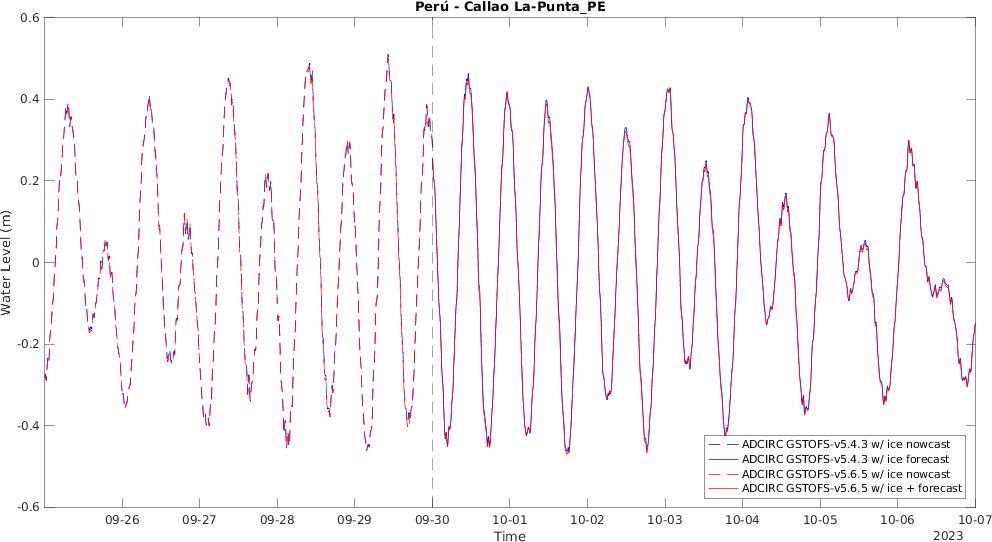 Perú - Callao La-Punta_PE
0.6
0.4
0.2
0
-0.2
-0.4
-0.6
Water Level (m)
ADCIRC GSTOFS-v5.4.3 w/ ice nowcast
ADCIRC GSTOFS-v5.4.3 w/ ice forecast
ADCIRC GSTOFS-v5.6.5 w/ ice nowcast
ADCIRC GSTOFS-v5.6.5 w/ ice + forecast
09-26 09-27 09-28 09-29 09-30 10-01 10-02 10-03 10-04 10-05 10-06 10-07
Time
2023